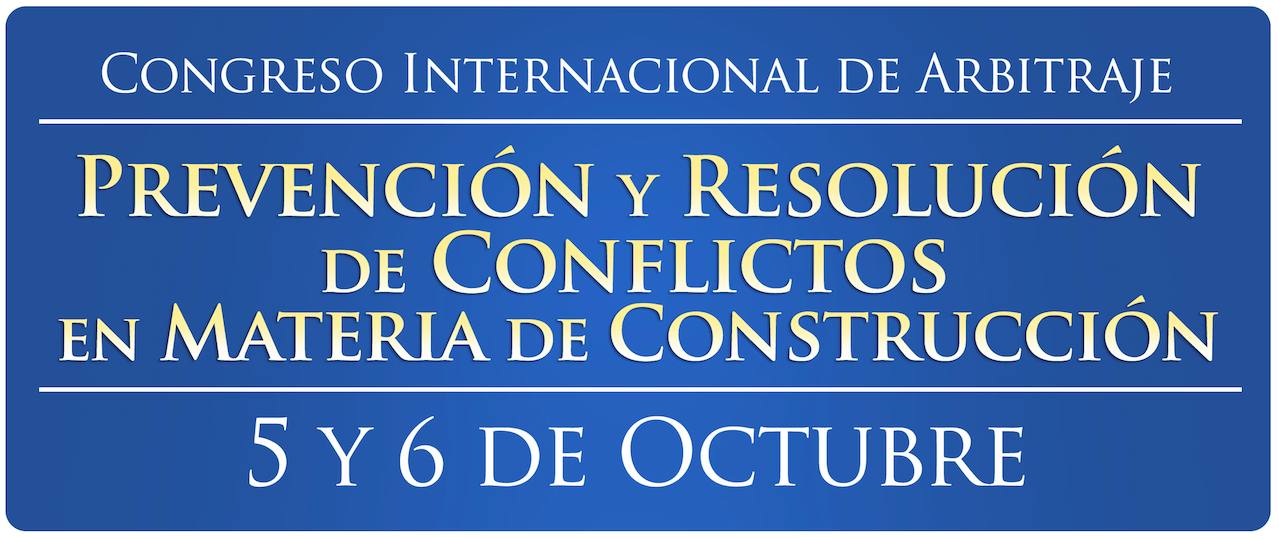 Congreso Internacional de Arbitraje
Prevención y Resolución
de Conflictos
en Materia de Construcción
5 y 6 de Octubre